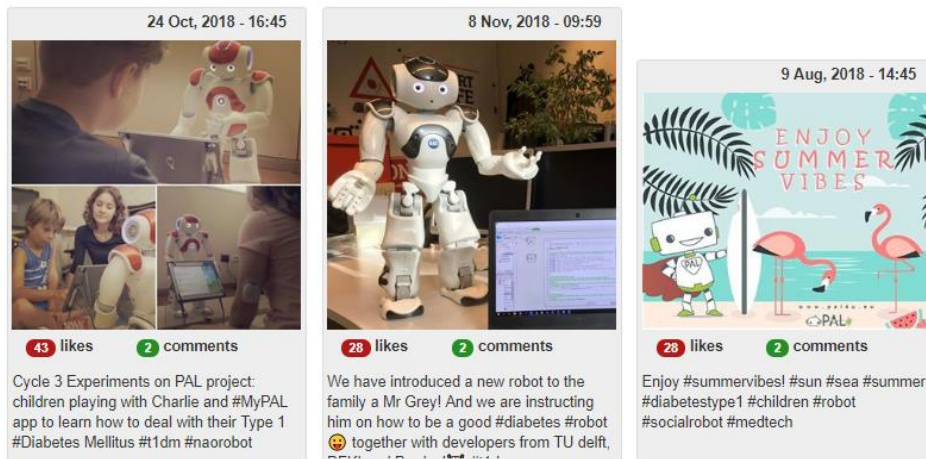 24 Oct, 2018 - 16:45
43 likes 2 comments
Cycle 3 Experiments on PAL project:
children playing with Charlie and #MyPAL
app to learn how to deal with their Type 1
#Diabetes Mellitus #t1dm #naorobot
8 Nov, 2018 - 09:59
28 likes 2 comments
We have introduced a new robot to the
family a Mr Grey! And we are instructing
him on how to be a good #diabetes #robot
😛 together with developers from TU delft,
9 Aug, 2018 - 14:45
ENJOY
SUMMER
VIBES
PAL
PAL
28 likes 2 comments
Enjoy #summervibes! #sun #sea #summer
#diabetestype1 #children #robot
#socialrobot #medtech